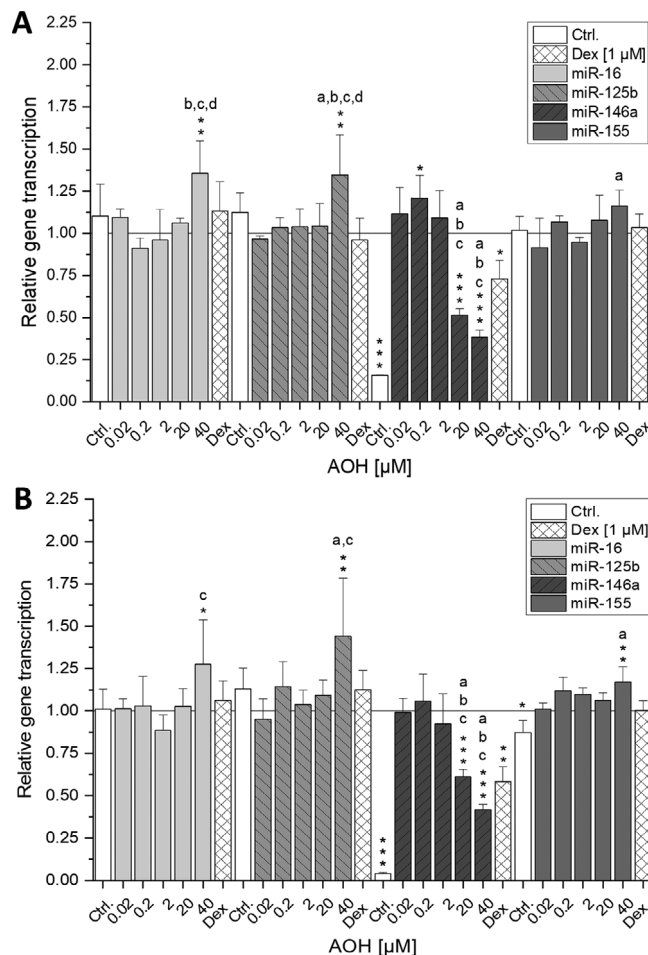 A
2.25
2.00
1.75
1.50
1.25
1.00
0.75
0.50
0.25
0.00
Relative gene transcription
Ctrl.
Dex [1 µM]
miR-16
miR-125b
miR-146a
miR-155
b,c,d
**
a,b,c,d
**
***
*
a
b
c
***
a
b
c
***
*
a
Ctrl. 0.02 0.2 2 20 40 Dex Ctrl. 0.02 0.2 2 20 40 Dex Ctrl. 0.02 0.2 2 20 40 Dex Ctrl. 0.02 0.2 2 20 40 Dex
AOH [µM]
B
2.25
2.00
1.75
1.50
1.25
1.00
0.75
0.50
0.25
0.00
Relative gene transcription
Ctrl.
Dex [1 µM]
miR-16
miR-125b
miR-146a
miR-155
c
*
a,c
**
***
a
b
c
***
a
b
c
***
**
*
a
**
Ctrl. 0.02 0.2 2 20 40 Dex Ctrl. 0.02 0.2 2 20 40 Dex Ctrl. 0.02 0.2 2 20 40 Dex Ctrl. 0.02 0.2 2 20 40 Dex
AOH [µM]